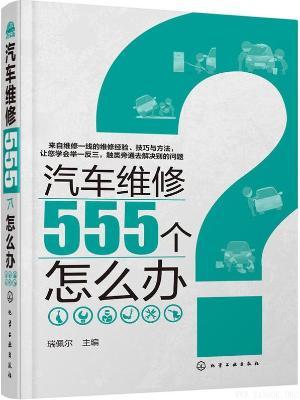 汽车维修
555个
怎么办
来自维修一线的维修经验、技巧与方法，
让您学会举一反三，触类旁通去解决别的问题
汽车维修
555个
怎么办
瑞佩尔 主编
化学工业出版社